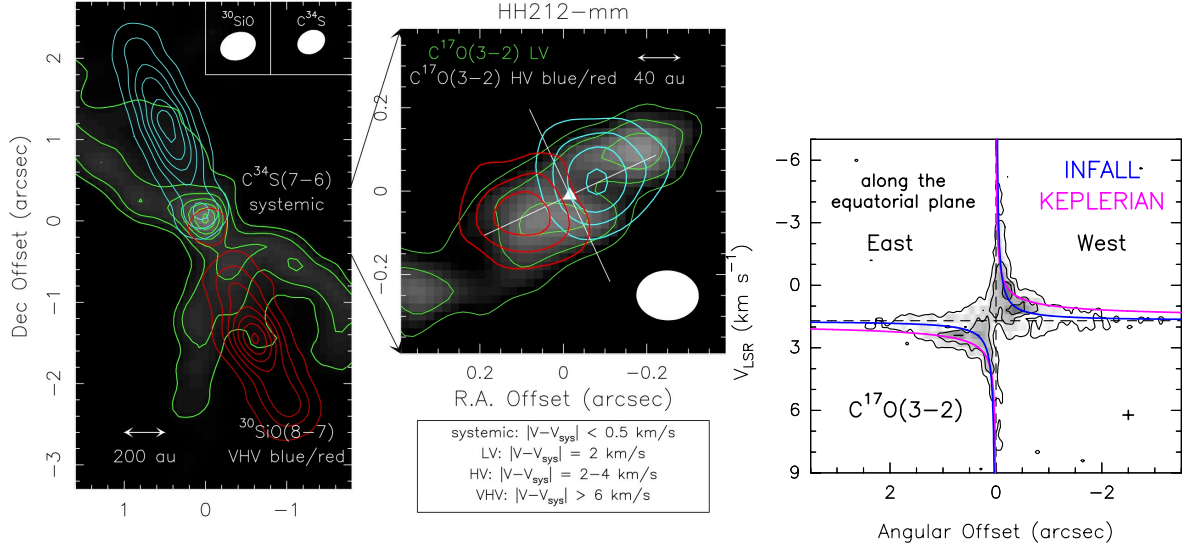 HH212-mm
³⁰SiO
C³⁴S
C³⁴S(7-6)
systemic
³⁰SiO(8-7)
VHV blue/red
200 au
2
1
0
-1
-2
-3
Dec Offset (arcsec)
1
0
-1
C¹⁷O(3-2) LV
C¹⁷O(3-2) HV blue/red
40 au
0.2
0
-0.2
0.2
0
-0.2
R.A. Offset (arcsec)
systemic: |V-Vsys| < 0.5 km/s
LV: |V-Vsys| = 2 km/s
HV: |V-Vsys| = 2-4 km/s
VHV: |V-Vsys| > 6 km/s
INFALL
KEPLERIAN
along the
equatorial plane
East
West
C¹⁷O(3-2)
-6
-3
0
3
6
9
V_LSR (km s⁻¹)
2
0
-2
Angular Offset (arcsec)